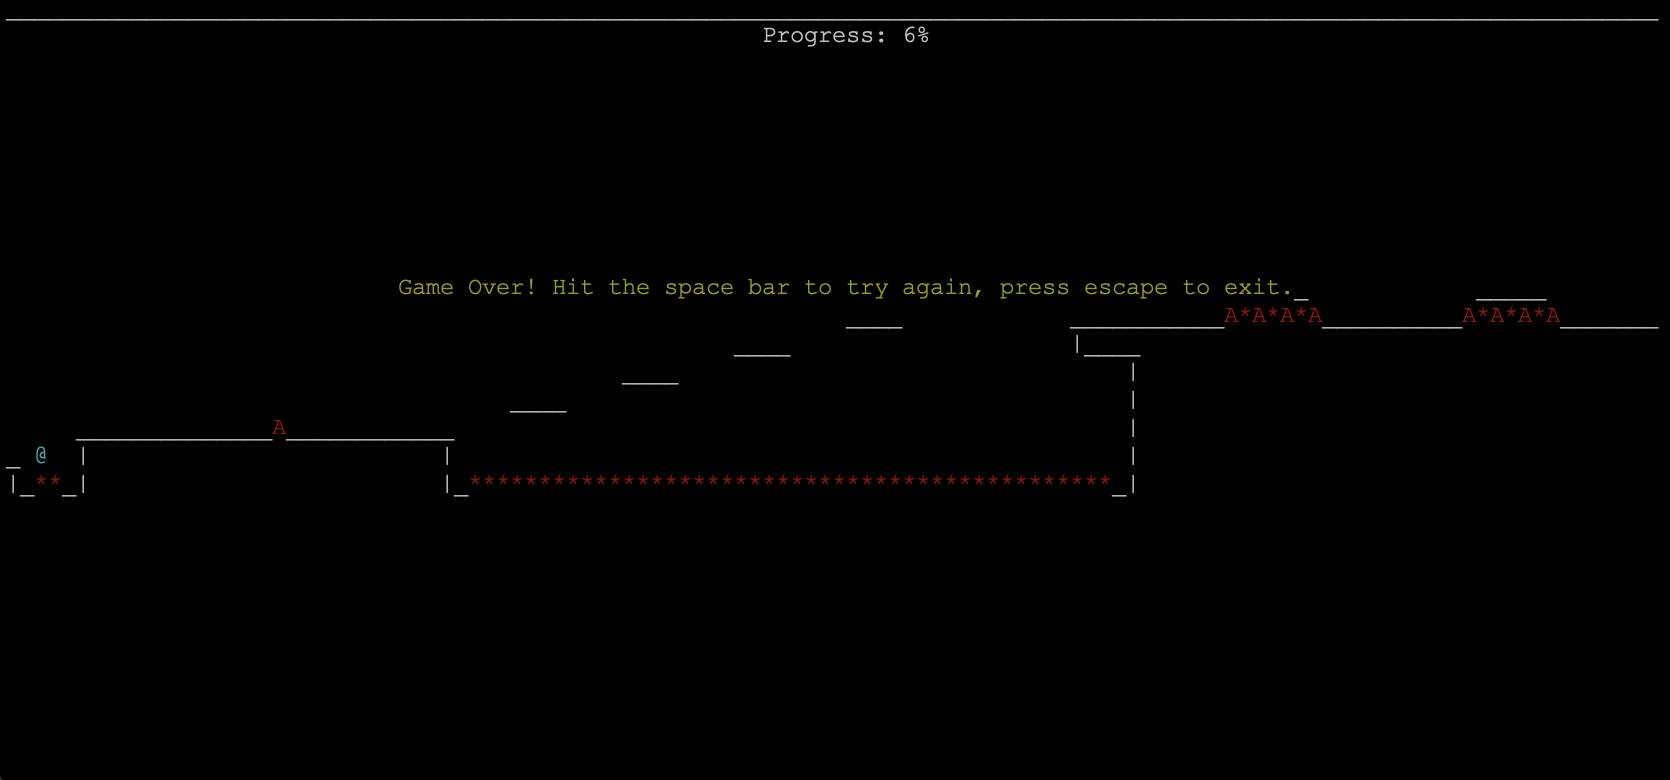 Progress: 6%
Game Over! Hit the space bar to try again, press escape to exit.
A*A*A*A A*A*A*A
A
@
**
**********************************************